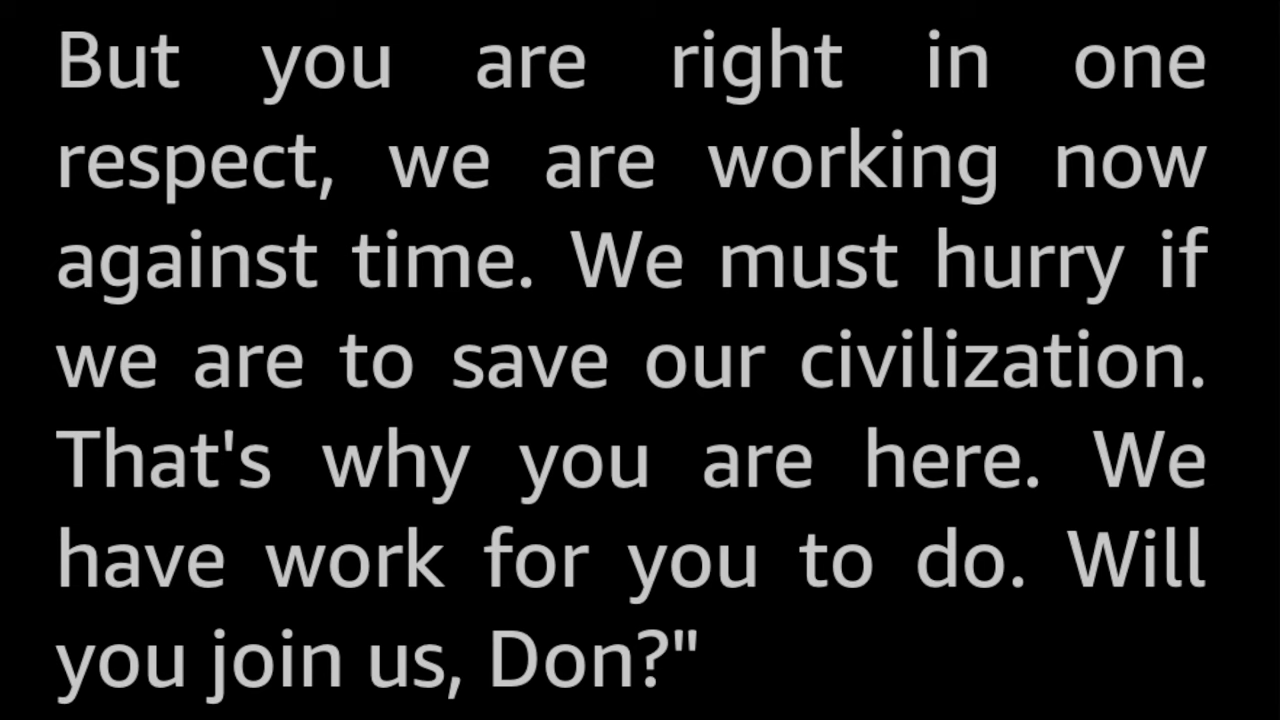 But you are right in one
respect, we are working now
against time. We must hurry if
we are to save our civilization.
That's why you are here. We
have work for you to do. Will
you join us, Don?"